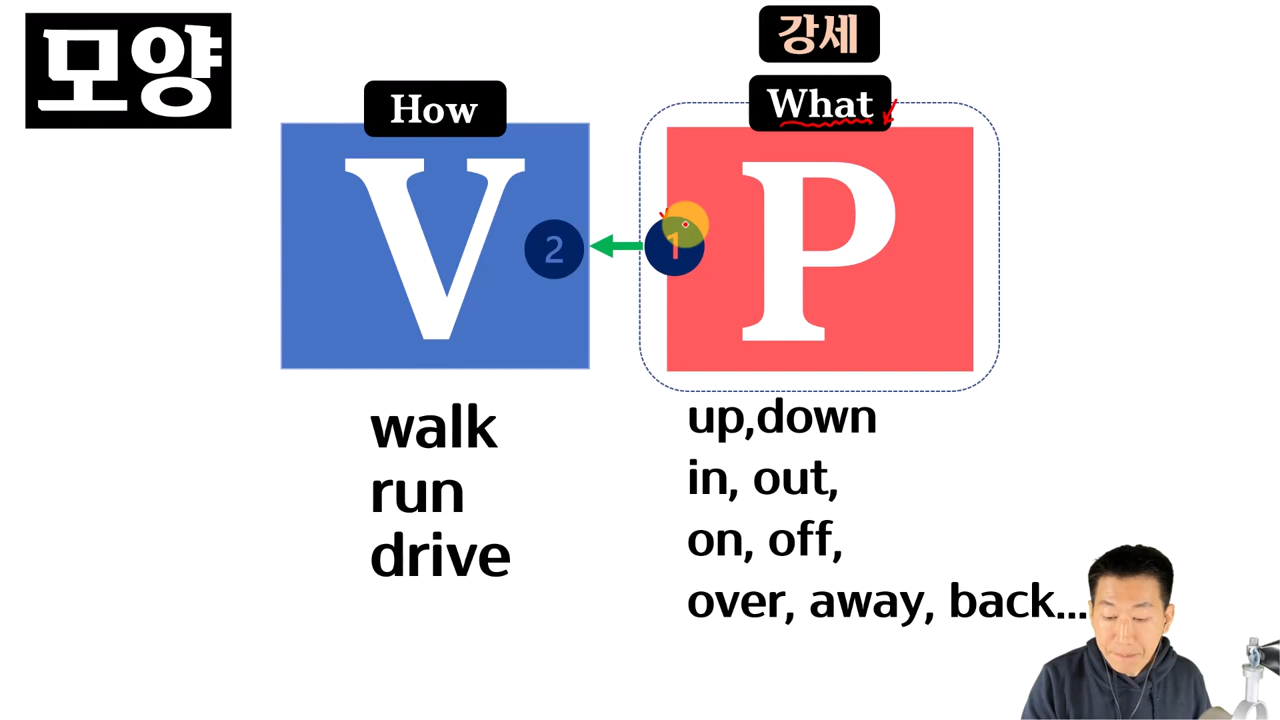 모양
강세
How
What
V
P
2
1
walk
run
drive
up,down
in, out,
on, off,
over, away, back...